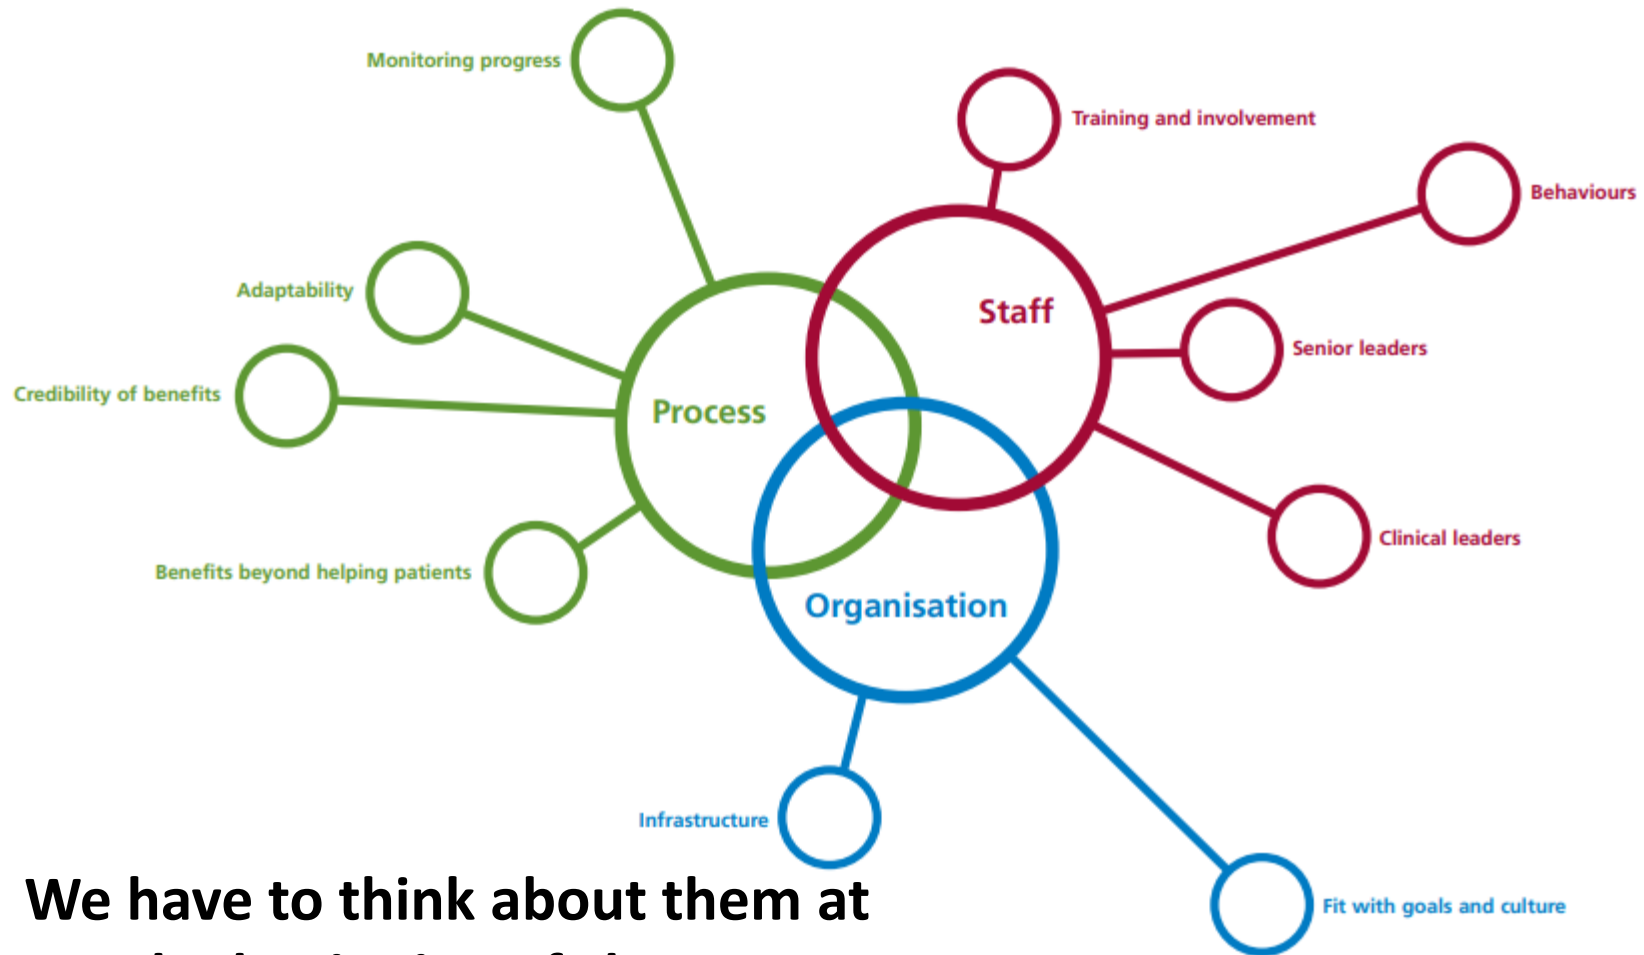 Monitoring progress
Training and involvement
Behaviours
Adaptability
Staff
Senior leaders
Credibility of benefits
Process
Clinical leaders
Benefits beyond helping patients
Organisation
Infrastructure
We have to think about them at
Fit with goals and culture